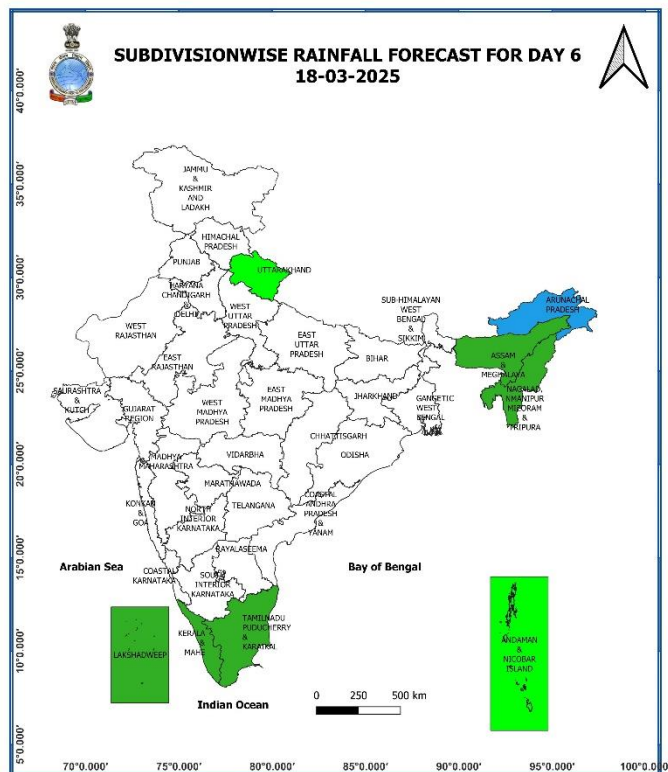 SUBDIVISIONWISE RAINFALL FORECAST FOR DAY 6
18-03-2025
40°0.000'
35°0.000'
30°0.000'
25°0.000'
20°0.000'
15°0.000'
10°0.000'
5°0.000'
JAMMU
&
KASHMIR
AND
LADAKH
HIMACHAL
PRADESH
PUNJAB
UTTARAKHAND
HARYANA
CHANDIGARH
&
DELHI
WEST
UTTAR
PRADESH
SUB-HIMALAYAN
WEST
BENGAL
&
SIKKIM
ARUNACHAL
PRADESH
WEST
RAJASTHAN
EAST
UTTAR
PRADESH
EAST
RAJASTHAN
BIHAR
ASSAM
&
MEGHALAYA
SAURASHTRA
&
KUTCH
GUJARAT
REGION
WEST
MADHYA
PRADESH
EAST
MADHYA
PRADESH
JHARKHAND
GANGETIC
WEST
BENGAL
NAGALAD,
NMANIPUR
MIZORAM
&
TRIPURA
CHHATTISGARH
MADHYA
MAHARASHTRA
VIDARBHA
ODISHA
MARATHAWADA
KONKAN
&
GOA
NORTH
INTERIOR
KARNATAKA
TELANGANA
COASTAL
ANDHRA
PRADESH
&
YANAM
RAYALASEEMA
Arabian Sea
COASTAL
KARNATAKA
SOUTH
INTERIOR
KARNATAKA
Bay of Bengal
LAKSHADWEEP
KERALA
&
MAHE
TAMILNADU
PUDUCHERRY
&
KARAIKAL
ANDAMAN
&
NICOBAR
ISLAND
Indian Ocean
0 250 500 km
70°0.000' 75°0.000' 80°0.000' 85°0.000' 90°0.000' 95°0.000' 100°0.000'